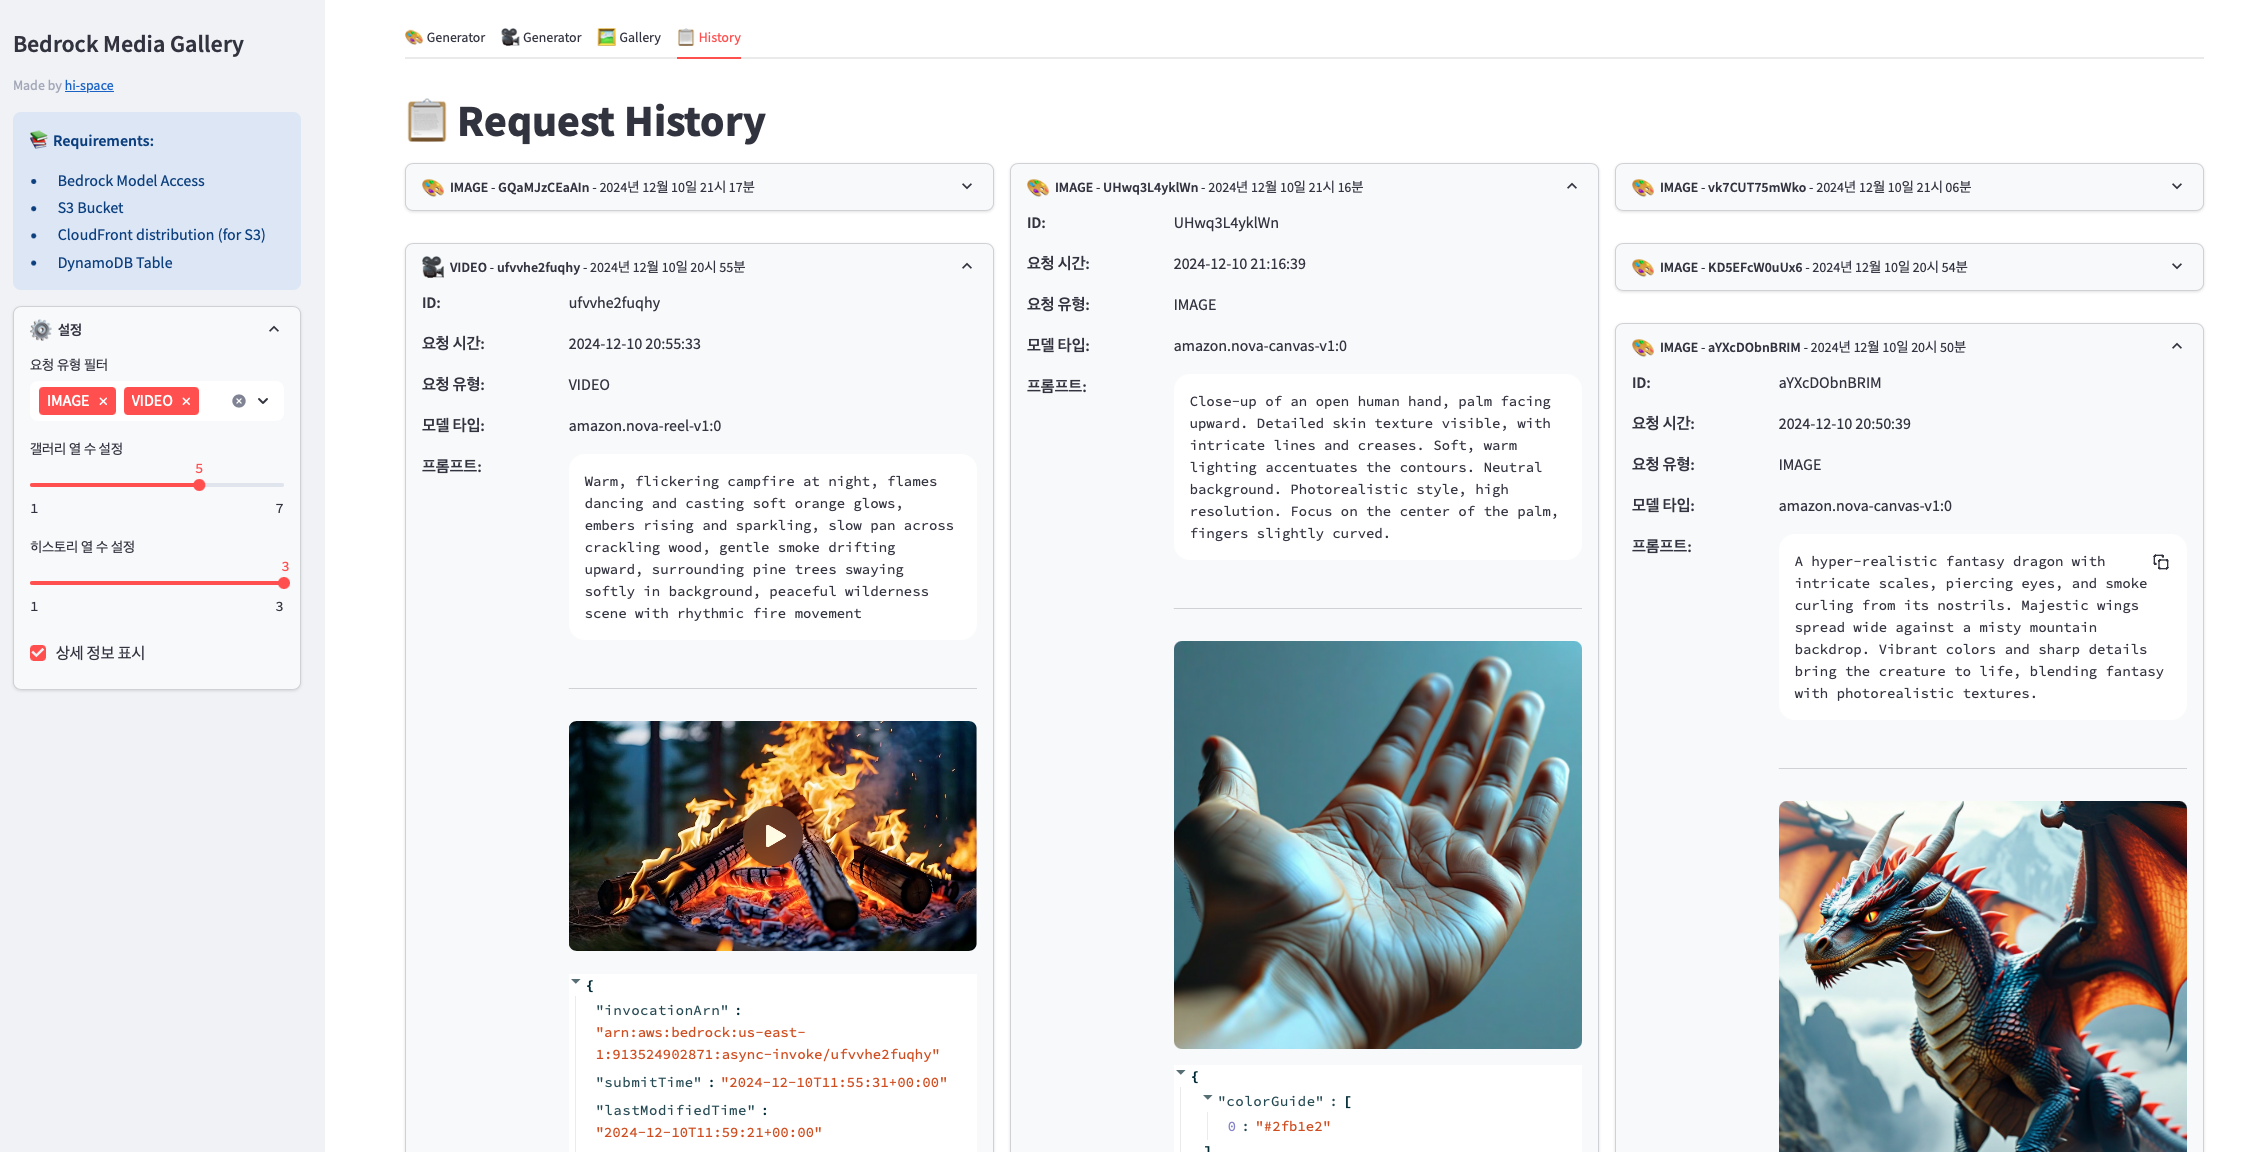 Bedrock Media Gallery
Made by hi-space
Requirements:
Bedrock Model Access
S3 Bucket
CloudFront distribution (for S3)
DynamoDB Table
설정
요청 유형 필터
IMAGE
VIDEO
갤러리 열 수 설정
5
1
7
히스토리 열 수 설정
3
1
3
상세 정보 표시
Generator
Generator
Gallery
History
Request History
IMAGE - GQaMJzCEaAln - 2024년 12월 10일 21시 17분
VIDEO - ufvvhe2fuqhy - 2024년 12월 10일 20시 55분
ID:
ufvvhe2fuqhy
요청 시간:
2024-12-10 20:55:33
요청 유형:
VIDEO
모델 타입:
amazon.nova-reel-v1:0
프롬프트:
Warm, flickering campfire at night, flames
dancing and casting soft orange glows,
embers rising and sparkling, slow pan across
crackling wood, gentle smoke drifting
upward, surrounding pine trees swaying
softly in background, peaceful wilderness
scene with rhythmic fire movement
{
"invocationArn" :
"arn:aws:bedrock:us-east-
1:913524902871:async-invoke/ufvvhe2fuqhy"
"submitTime" : "2024-12-10T11:55:31+00:00"
"lastModifiedTime" :
"2024-12-10T11:59:21+00:00"
IMAGE - UHwq3L4yklWn - 2024년 12월 10일 21시 16분
ID:
UHwq3L4yklWn
요청 시간:
2024-12-10 21:16:39
요청 유형:
IMAGE
모델 타입:
amazon.nova-canvas-v1:0
프롬프트:
Close-up of an open human hand, palm facing
upward. Detailed skin texture visible, with
intricate lines and creases. Soft, warm
lighting accentuates the contours. Neutral
background. Photorealistic style, high
resolution. Focus on the center of the palm,
fingers slightly curved.
{
"colorGuide" : [
0 : "#2fb1e2"
]
IMAGE - vk7CUT75mWko - 2024년 12월 10일 21시 06분
IMAGE - KD5EFcW0uUx6 - 2024년 12월 10일 20시 54분
IMAGE - aYXcDObnBRIM - 2024년 12월 10일 20시 50분
ID:
aYXcDObnBRIM
요청 시간:
2024-12-10 20:50:39
요청 유형:
IMAGE
모델 타입:
amazon.nova-canvas-v1:0
프롬프트:
A hyper-realistic fantasy dragon with
intricate scales, piercing eyes, and smoke
curling from its nostrils. Majestic wings
spread wide against a misty mountain
backdrop. Vibrant colors and sharp details
bring the creature to life, blending fantasy
with photorealistic textures.